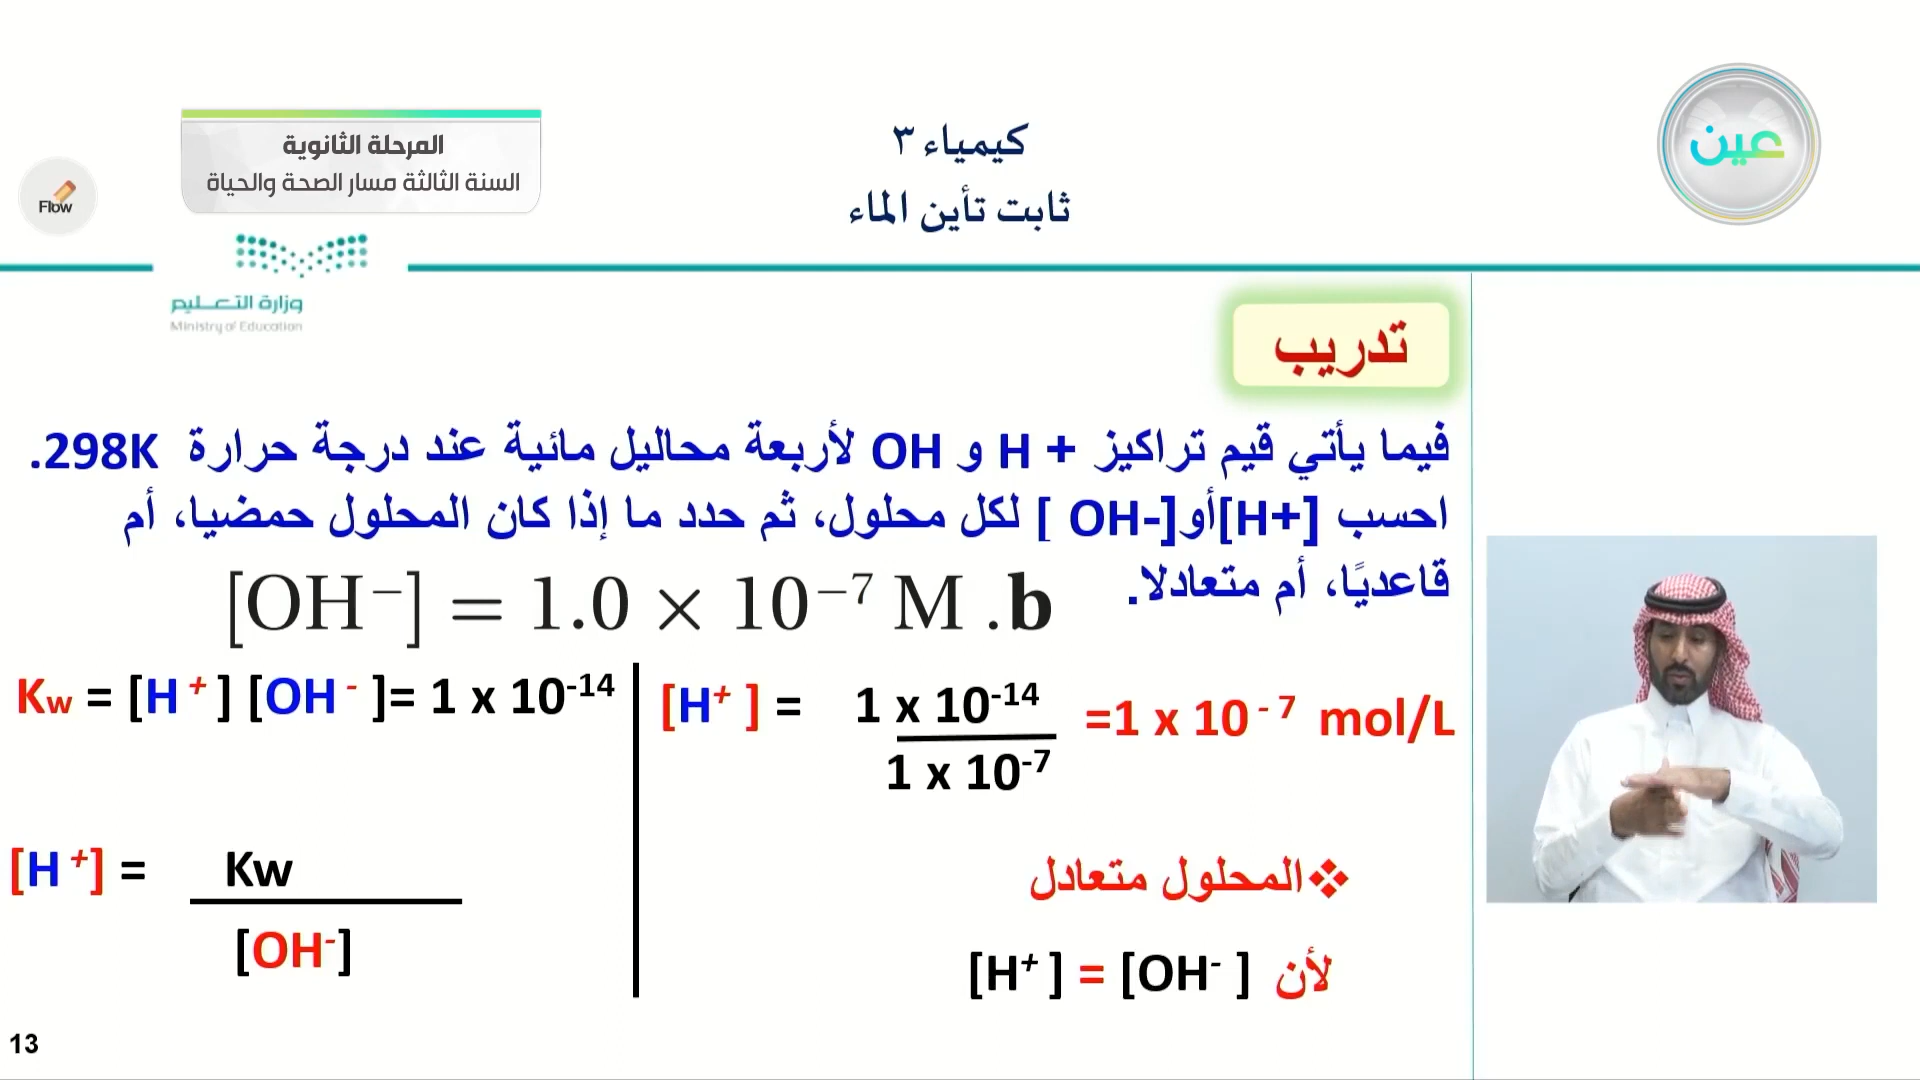 المرحلة الثانوية
السنة الثالثة مسار الصحة والحياة
Flow
كيمياء ٣
ثابت تأين الماء
عين
وزارة التعليم
Ministry of Education
تدريب
فيما يأتي قيم تراكيز H + و OH لأربعة محاليل مائية عند درجة حرارة 298K.
احسب [H+]أو[OH- ] لكل محلول، ثم حدد ما إذا كان المحلول حمضيا، أم
قاعديًا، أم متعادلا.
[OH⁻] = 1.0 × 10⁻⁷ M .b
Kw = [H ⁺ ] [OH ⁻ ]= 1 x 10⁻¹⁴
[H⁺ ] = 1 x 10⁻¹⁴ =1 x 10 ⁻ ⁷ mol/L
1 x 10⁻⁷
[H ⁺] = Kw
[OH⁻]
❖المحلول متعادل
لأن [H⁺ ] = [OH⁻ ]
13